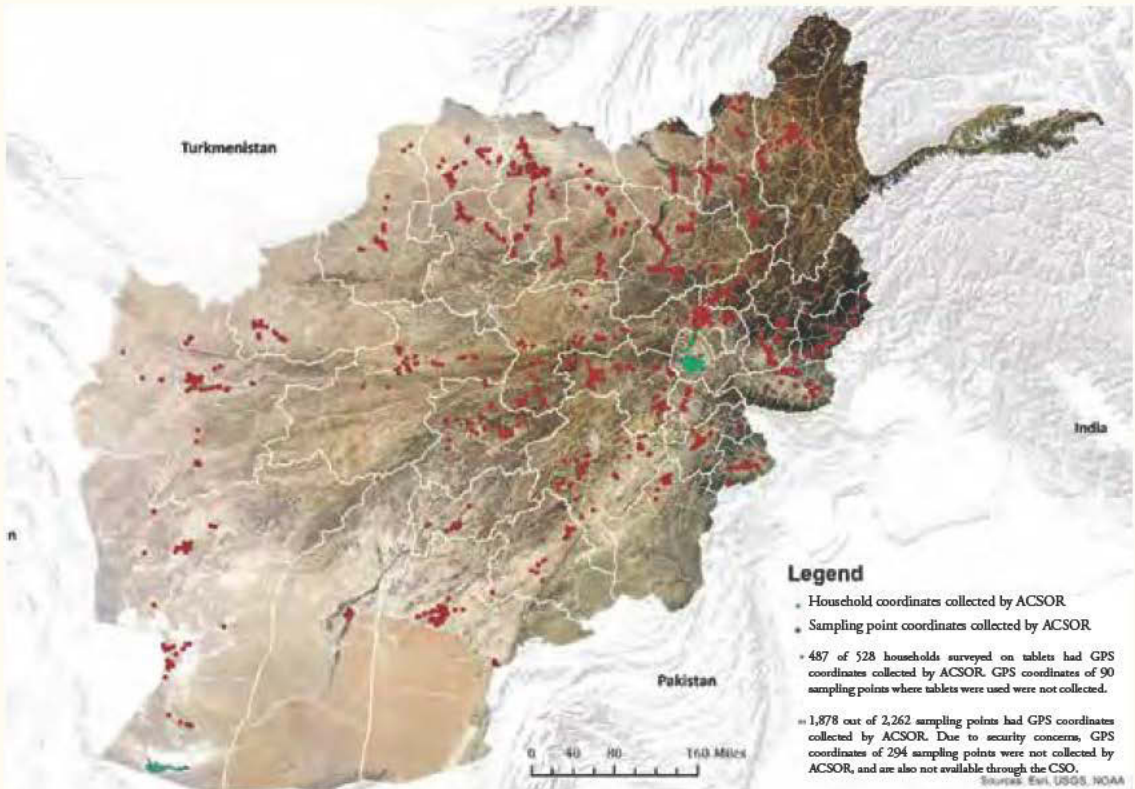 Turkmenistan
India
n
Pakistan
0 40 80 160 Miles
Legend
Household coordinates collected by ACSOR
Sampling point coordinates collected by ACSOR
* 487 of 528 households surveyed on tablets had GPS
coordinates collected by ACSOR. GPS coordinates of 90
sampling points where tablets were used were not collected.
** 1,878 out of 2,262 sampling points had GPS coordinates
collected by ACSOR. Due to security concerns, GPS
coordinates of 294 sampling points were not collected by
ACSOR, and are also not available through the CSO.
Sources: Esri, USGS, NOAA